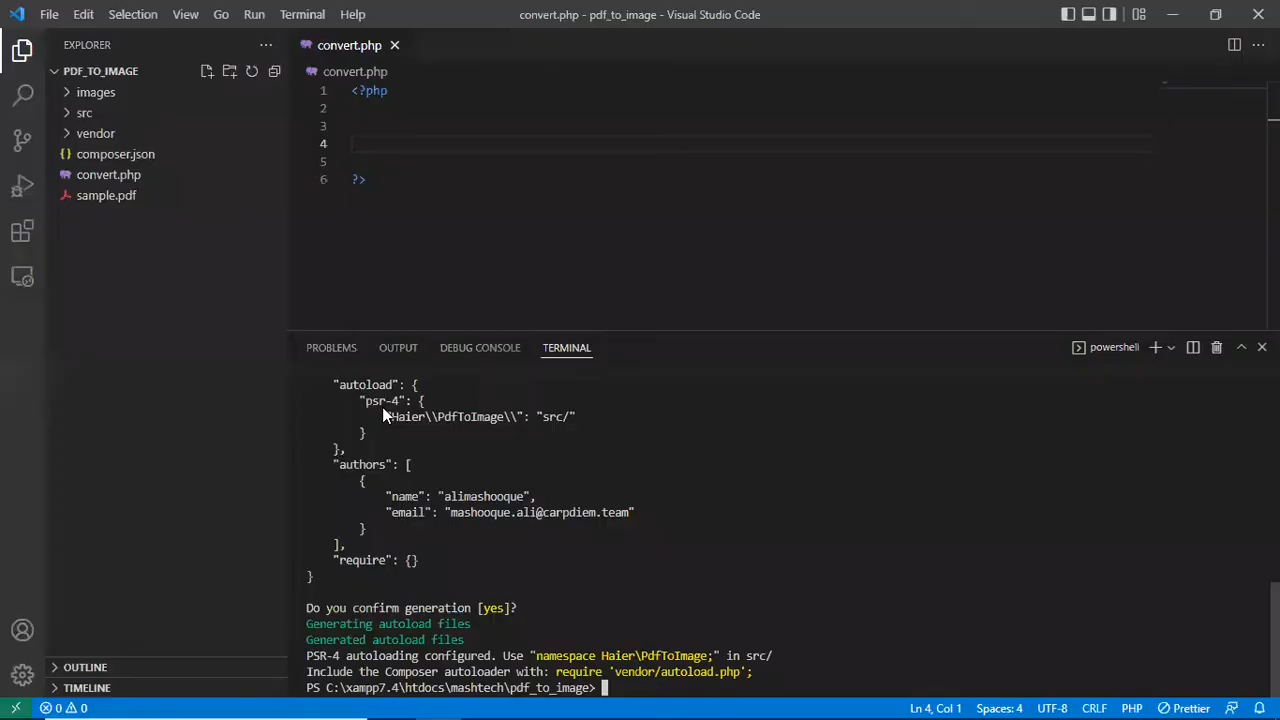 File Edit Selection View Go Run Terminal Help convert.php - pdf_to_image - Visual Studio Code
EXPLORER
PDF_TO_IMAGE
images
src
vendor
composer.json
convert.php
sample.pdf
OUTLINE
TIMELINE
convert.php
convert.php
1 <?php
2
3
4
5
6 ?>
PROBLEMS OUTPUT DEBUG CONSOLE TERMINAL powershell
"autoload": {
"psr-4": {
"Haier\\PdfToImage\\": "src/"
}
},
"authors": [
{
"name": "alimashooque",
"email": "mashooque.ali@carpdiem.team"
}
],
"require": {}
}
Do you confirm generation [yes]?
Generating autoload files
Generated autoload files
PSR-4 autoloading configured. Use "namespace Haier\PdfToImage;" in src/
Include the Composer autoloader with: require 'vendor/autoload.php';
PS C:\xampp7.4\htdocs\mashtech\pdf_to_image>
0 0 Ln 4, Col 1 Spaces: 4 UTF-8 CRLF PHP Prettier